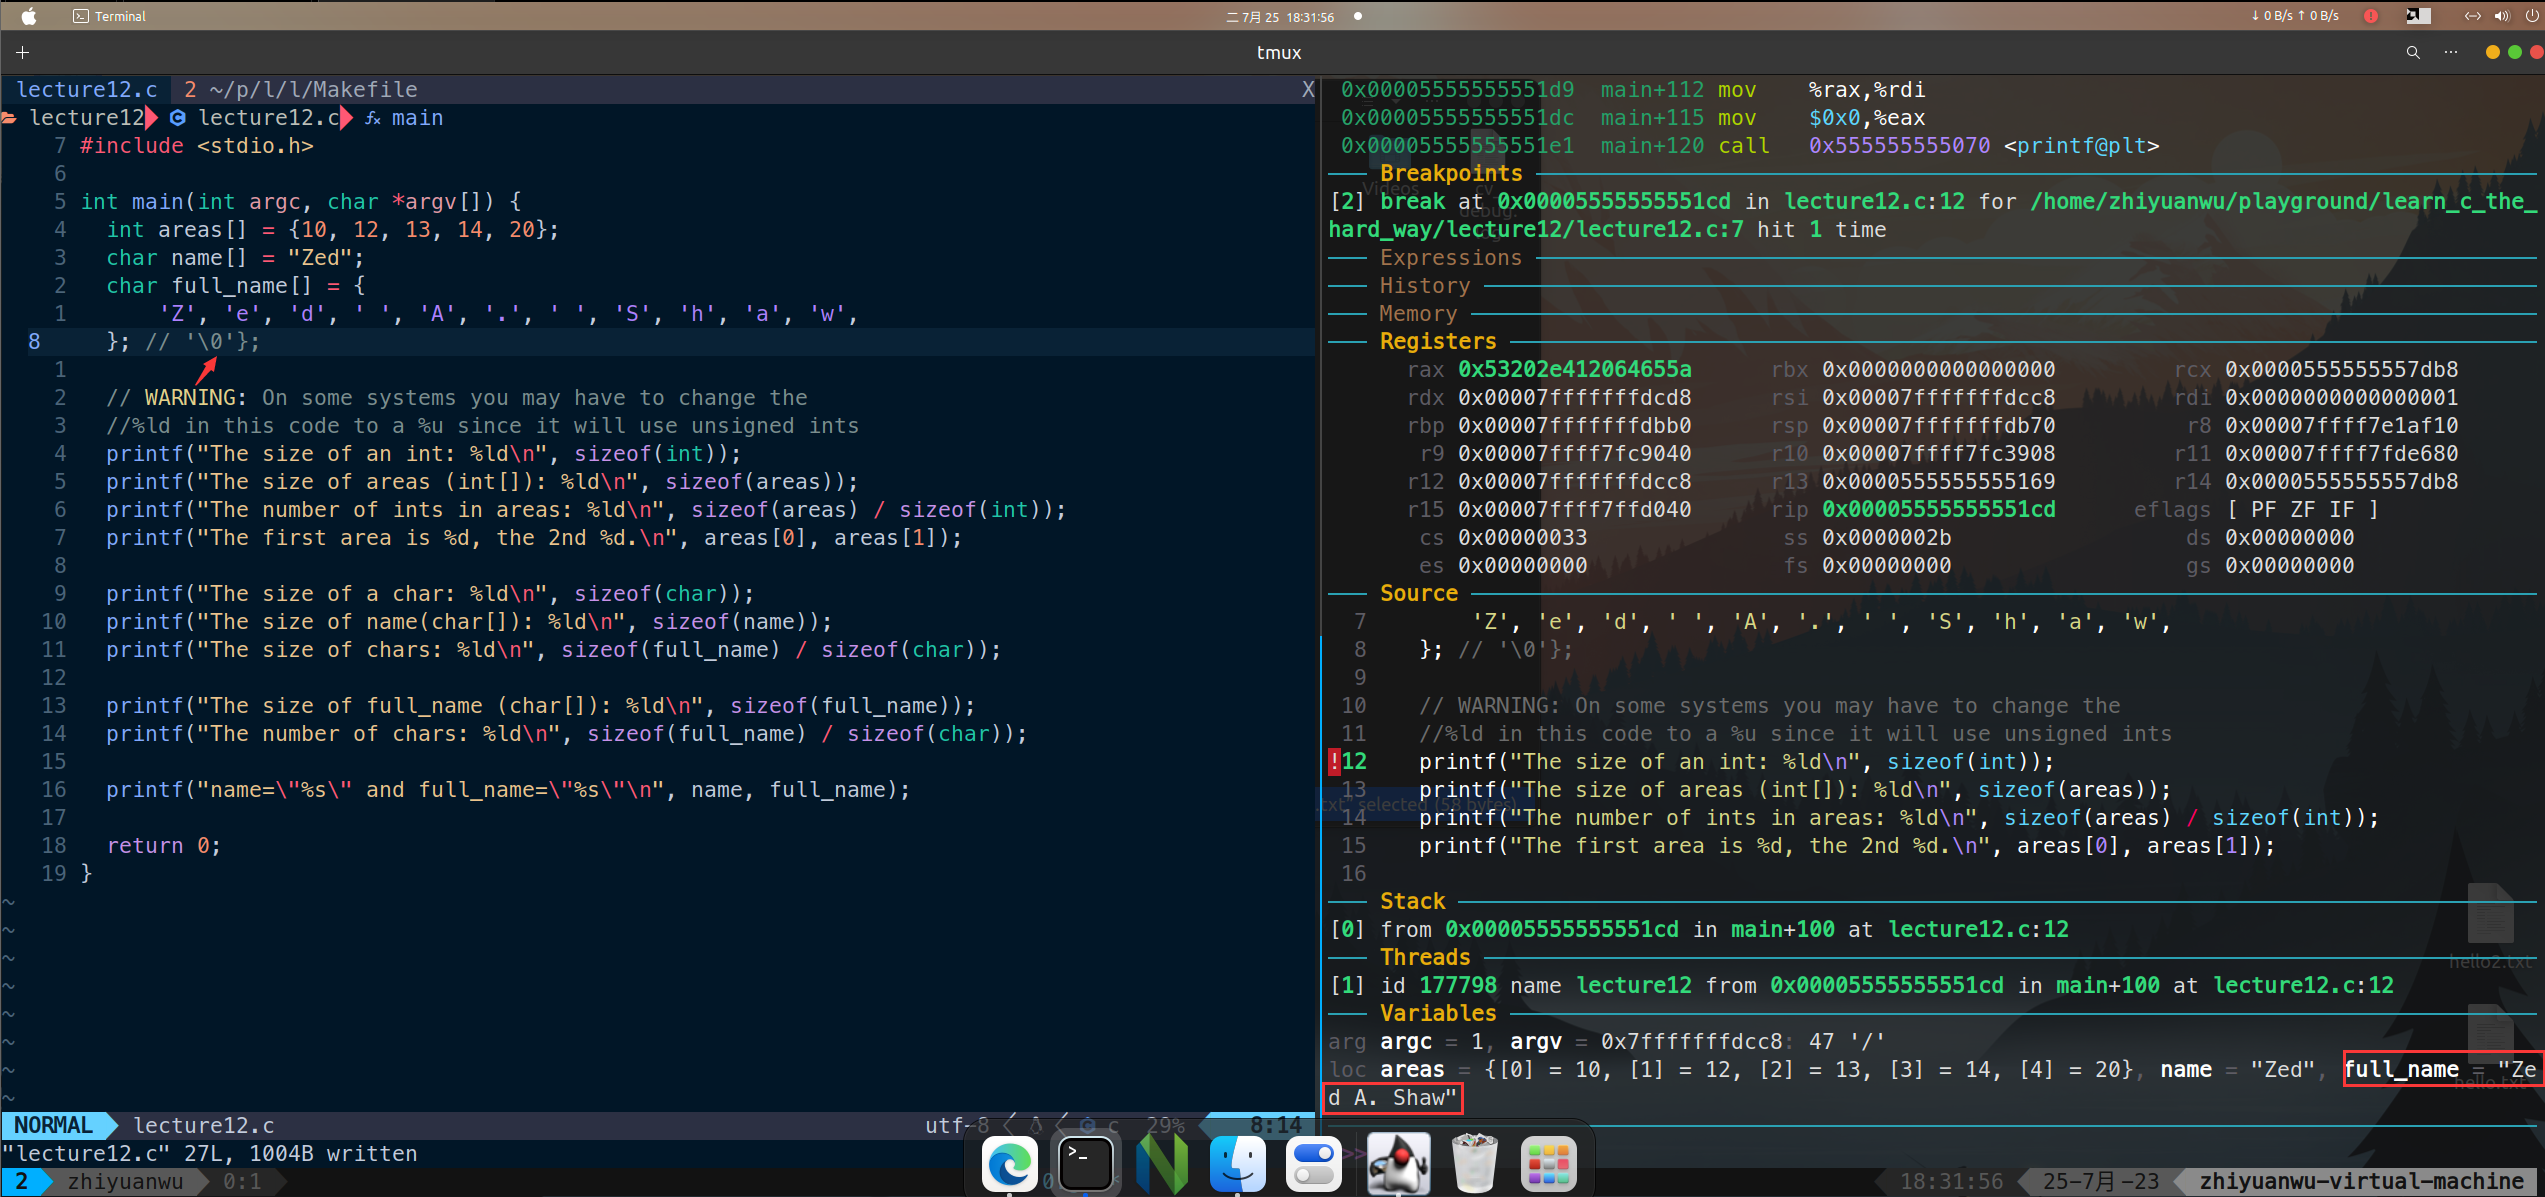 Terminal
二 7月 25 18:31:56
↓ 0 B/s ↑ 0 B/s
tmux
lecture12.c 2 ~/p/l/l/Makefile X
lecture12 lecture12.c main
7 #include <stdio.h>
6
5 int main(int argc, char *argv[]) {
4 int areas[] = {10, 12, 13, 14, 20};
3 char name[] = "Zed";
2 char full_name[] = {
1 'Z', 'e', 'd', ' ', 'A', '.', ' ', 'S', 'h', 'a', 'w',
8 }; // '\0'};
1
2 // WARNING: On some systems you may have to change the
3 //%ld in this code to a %u since it will use unsigned ints
4 printf("The size of an int: %ld\n", sizeof(int));
5 printf("The size of areas (int[]): %ld\n", sizeof(areas));
6 printf("The number of ints in areas: %ld\n", sizeof(areas) / sizeof(int));
7 printf("The first area is %d, the 2nd %d.\n", areas[0], areas[1]);
8
9 printf("The size of a char: %ld\n", sizeof(char));
10 printf("The size of name(char[]): %ld\n", sizeof(name));
11 printf("The size of chars: %ld\n", sizeof(full_name) / sizeof(char));
12
13 printf("The size of full_name (char[]): %ld\n", sizeof(full_name));
14 printf("The number of chars: %ld\n", sizeof(full_name) / sizeof(char));
15
16 printf("name=\"%s\" and full_name=\"%s\"\n", name, full_name);
17
18 return 0;
19 }
~
~
~
~
~
~
~
~
NORMAL lecture12.c utf-8 c 29% 8:14
"lecture12.c" 27L, 1004B written
2 zhiyuanwu 0:1
0x00005555555551d9 main+112 mov %rax,%rdi
0x00005555555551dc main+115 mov $0x0,%eax
0x00005555555551e1 main+120 call 0x555555555070 <printf@plt>
Breakpoints
[2] break at 0x00005555555551cd in lecture12.c:12 for /home/zhiyuanwu/playground/learn_c_the_
hard_way/lecture12/lecture12.c:7 hit 1 time
Expressions
History
Memory
Registers
rax 0x53202e412064655a rbx 0x0000000000000000 rcx 0x0000555555557db8
rdx 0x00007fffffffdcd8 rsi 0x00007fffffffdcc8 rdi 0x0000000000000001
rbp 0x00007fffffffdbb0 rsp 0x00007fffffffdb70 r8 0x00007ffff7e1af10
r9 0x00007ffff7fc9040 r10 0x00007ffff7fc3908 r11 0x00007ffff7fde680
r12 0x00007fffffffdcc8 r13 0x0000555555555169 r14 0x0000555555557db8
r15 0x00007ffff7ffd040 rip 0x00005555555551cd eflags [ PF ZF IF ]
cs 0x00000033 ss 0x0000002b ds 0x00000000
es 0x00000000 fs 0x00000000 gs 0x00000000
Source
7 'Z', 'e', 'd', ' ', 'A', '.', ' ', 'S', 'h', 'a', 'w',
8 }; // '\0'};
9
10 // WARNING: On some systems you may have to change the
11 //%ld in this code to a %u since it will use unsigned ints
!12 printf("The size of an int: %ld\n", sizeof(int));
13 printf("The size of areas (int[]): %ld\n", sizeof(areas));
14 printf("The number of ints in areas: %ld\n", sizeof(areas) / sizeof(int));
15 printf("The first area is %d, the 2nd %d.\n", areas[0], areas[1]);
16
Stack
[0] from 0x00005555555551cd in main+100 at lecture12.c:12
Threads
[1] id 177798 name lecture12 from 0x00005555555551cd in main+100 at lecture12.c:12
Variables
arg argc = 1, argv = 0x7fffffffdcc8: 47 '/'
loc areas = {[0] = 10, [1] = 12, [2] = 13, [3] = 14, [4] = 20}, name = "Zed", full_name = "Ze
d A. Shaw"
>>
18:31:56 25-7月 -23 zhiyuanwu-virtual-machine
Videos
cv
debug.
.txt" selected (58 bytes)
hello2.txt
hello.txt